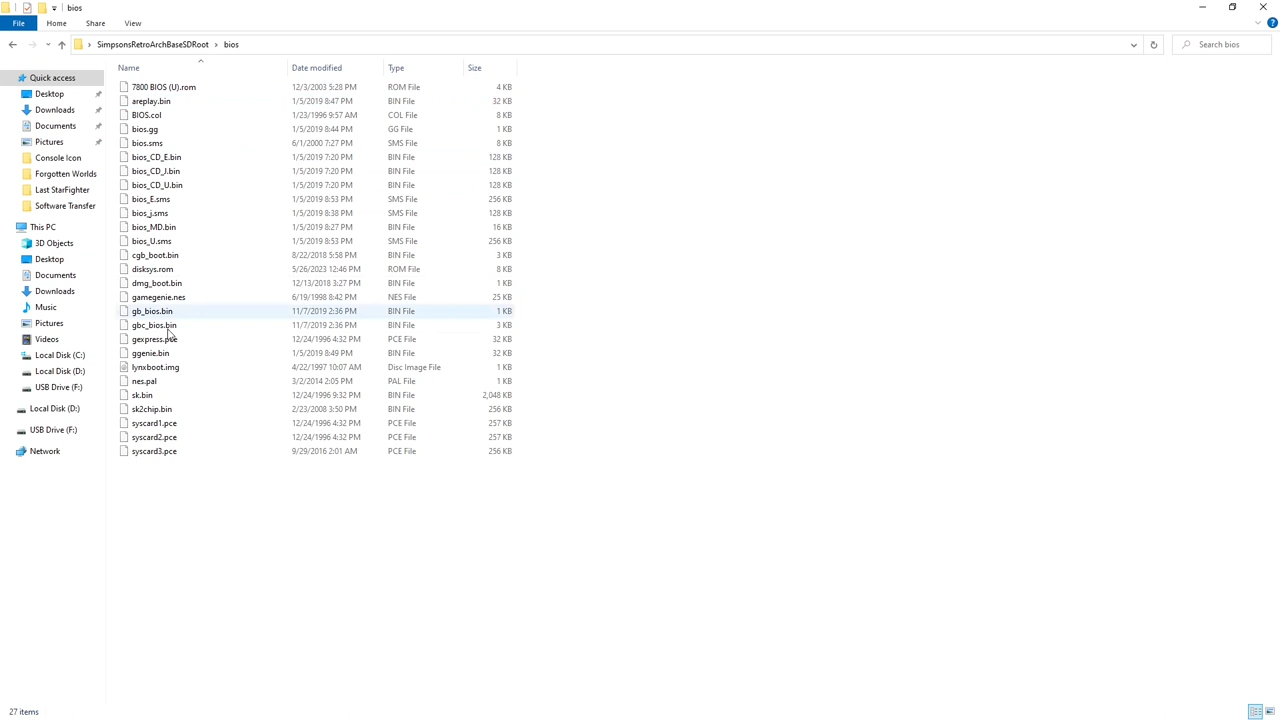 bios
File Home Share View
SimpsonsRetroArchBaseSDRoot bios Search bios
Name Date modified Type Size
Quick access
Desktop
Downloads
Documents
Pictures
Console Icon
Forgotten Worlds
Last StarFighter
Software Transfer
This PC
3D Objects
Desktop
Documents
Downloads
Music
Pictures
Videos
Local Disk (C:)
Local Disk (D:)
USB Drive (F:)
Local Disk (D:)
USB Drive (F:)
Network
7800 BIOS (U).rom 12/3/2003 5:28 PM ROM File 4 KB
areplay.bin 1/5/2019 8:47 PM BIN File 32 KB
BIOS.col 1/23/1996 9:57 AM COL File 8 KB
bios.gg 1/5/2019 8:44 PM GG File 1 KB
bios.sms 6/1/2000 7:27 PM SMS File 8 KB
bios_CD_E.bin 1/5/2019 7:20 PM BIN File 128 KB
bios_CD_J.bin 1/5/2019 7:20 PM BIN File 128 KB
bios_CD_U.bin 1/5/2019 7:20 PM BIN File 128 KB
bios_E.sms 1/5/2019 8:53 PM SMS File 256 KB
bios_j.sms 1/5/2019 8:38 PM SMS File 128 KB
bios_MD.bin 1/5/2019 8:27 PM BIN File 16 KB
bios_U.sms 1/5/2019 8:53 PM SMS File 256 KB
cgb_boot.bin 8/22/2018 5:58 PM BIN File 3 KB
disksys.rom 5/26/2023 12:46 PM ROM File 8 KB
dmg_boot.bin 12/13/2018 3:27 PM BIN File 1 KB
gamegenie.nes 6/19/1998 8:42 PM NES File 25 KB
gb_bios.bin 11/7/2019 2:36 PM BIN File 1 KB
gbc_bios.bin 11/7/2019 2:36 PM BIN File 3 KB
gexpress.pce 12/24/1996 4:32 PM PCE File 32 KB
ggenie.bin 1/5/2019 8:49 PM BIN File 32 KB
lynxboot.img 4/22/1997 10:07 AM Disc Image File 1 KB
nes.pal 3/2/2014 2:05 PM PAL File 1 KB
sk.bin 12/24/1996 9:32 PM BIN File 2,048 KB
sk2chip.bin 2/23/2008 3:50 PM BIN File 256 KB
syscard1.pce 12/24/1996 4:32 PM PCE File 257 KB
syscard2.pce 12/24/1996 4:32 PM PCE File 257 KB
syscard3.pce 9/29/2016 2:01 AM PCE File 256 KB
27 items